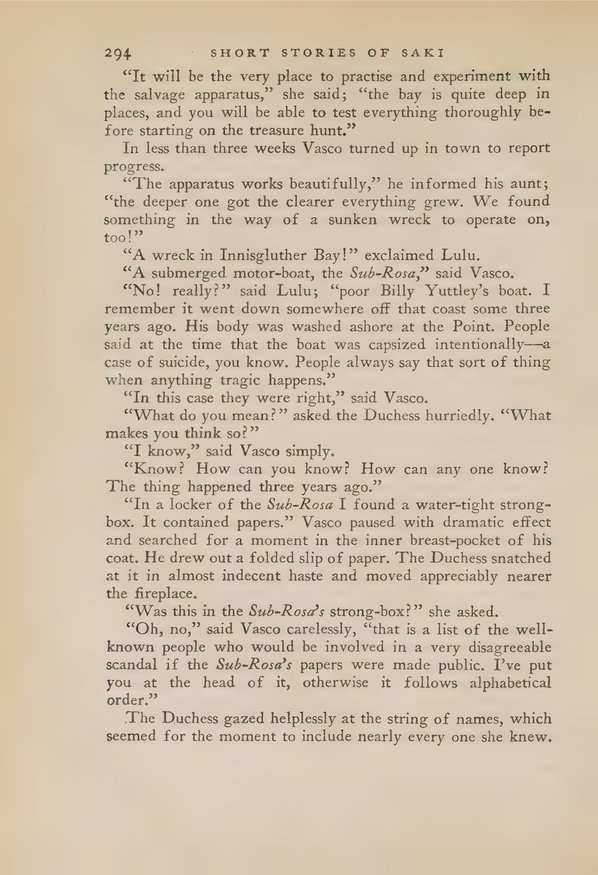 294 SHORT STORIES OF SAKI
“It will be the very place to practise and experiment with
the salvage apparatus,” she said; “the bay is quite deep in
places, and you will be able to test everything thoroughly be-
fore starting on the treasure hunt.”
In less than three weeks Vasco turned up in town to report
progress.
“The apparatus works beautifully,” he informed his aunt;
“the deeper one got the clearer everything grew. We found
something in the way of a sunken wreck to operate on,
too!”
“A wreck in Innisgluther Bay!” exclaimed Lulu.
“A submerged motor-boat, the Sub-Rosa,” said Vasco.
“No! really?” said Lulu; “poor Billy Yuttley’s boat. I
remember it went down somewhere off that coast some three
years ago. His body was washed ashore at the Point. People
said at the time that the boat was capsized intentionally—a
case of suicide, you know. People always say that sort of thing
when anything tragic happens.”
“In this case they were right,” said Vasco.
“What do you mean?” asked the Duchess hurriedly. “What
makes you think so?”
“I know,” said Vasco simply.
“Know? How can you know? How can any one know?
The thing happened three years ago.”
“In a locker of the Sub-Rosa I found a water-tight strong-
box. It contained papers.” Vasco paused with dramatic effect
and searched for a moment in the inner breast-pocket of his
coat. He drew out a folded slip of paper. The Duchess snatched
at it in almost indecent haste and moved appreciably nearer
the fireplace.
“Was this in the Sub-Rosa’s strong-box?” she asked.
“Oh, no,” said Vasco carelessly, “that is a list of the well-
known people who would be involved in a very disagreeable
scandal if the Sub-Rosa’s papers were made public. I’ve put
you at the head of it, otherwise it follows alphabetical
order.”
The Duchess gazed helplessly at the string of names, which
seemed for the moment to include nearly every one she knew.